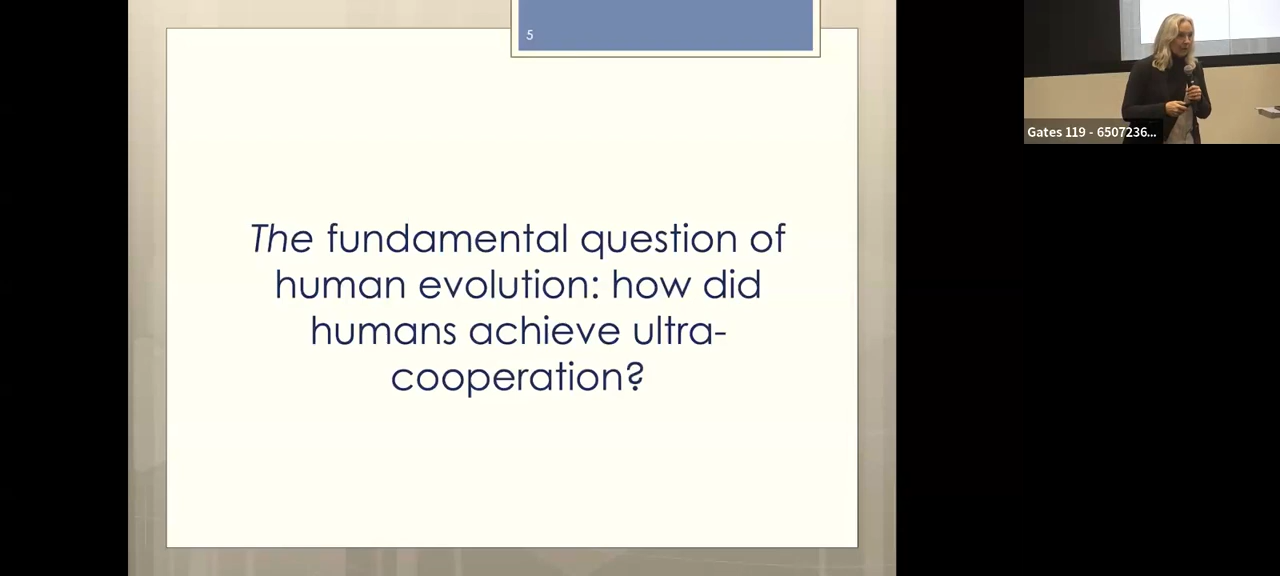 5
The fundamental question of
human evolution: how did
humans achieve ultra-
cooperation?
Gates 119 - 6507236...